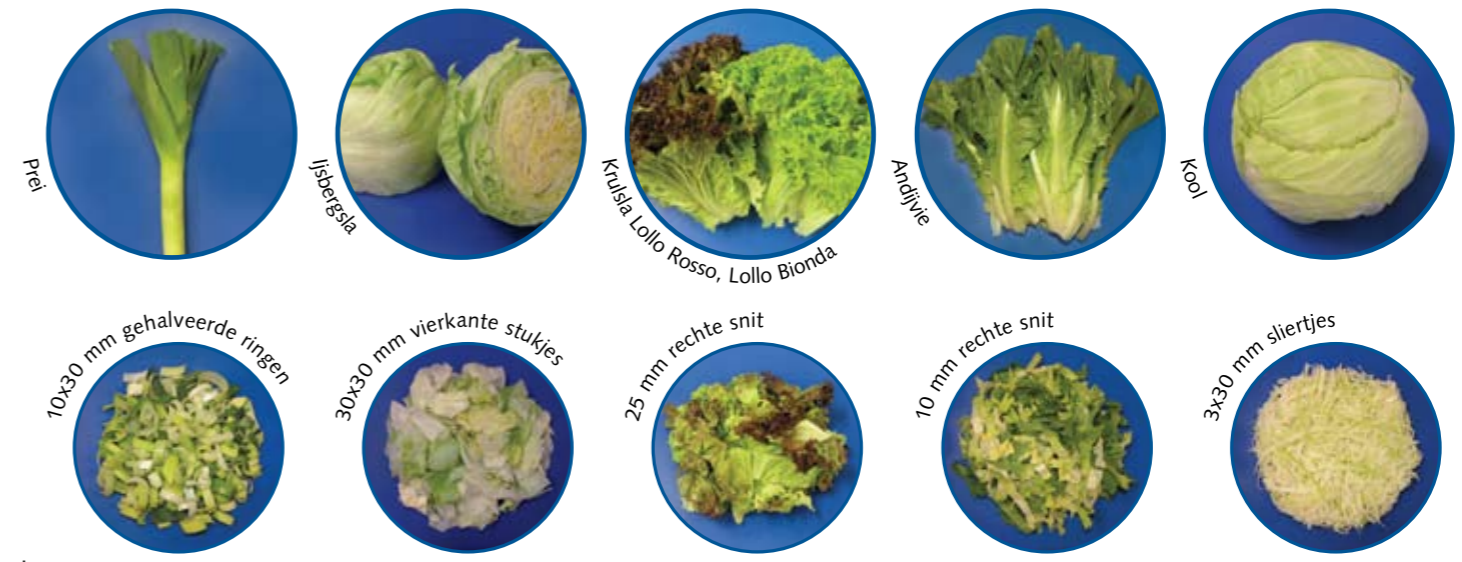 Prei
Ijsbergsla
Krulsla Lollo Rosso, Lollo Bionda
Andijvie
Kool
10x30 mm gehalveerde ringen
30x30 mm vierkante stukjes
25 mm rechte snit
10 mm rechte snit
3x30 mm sliertjes